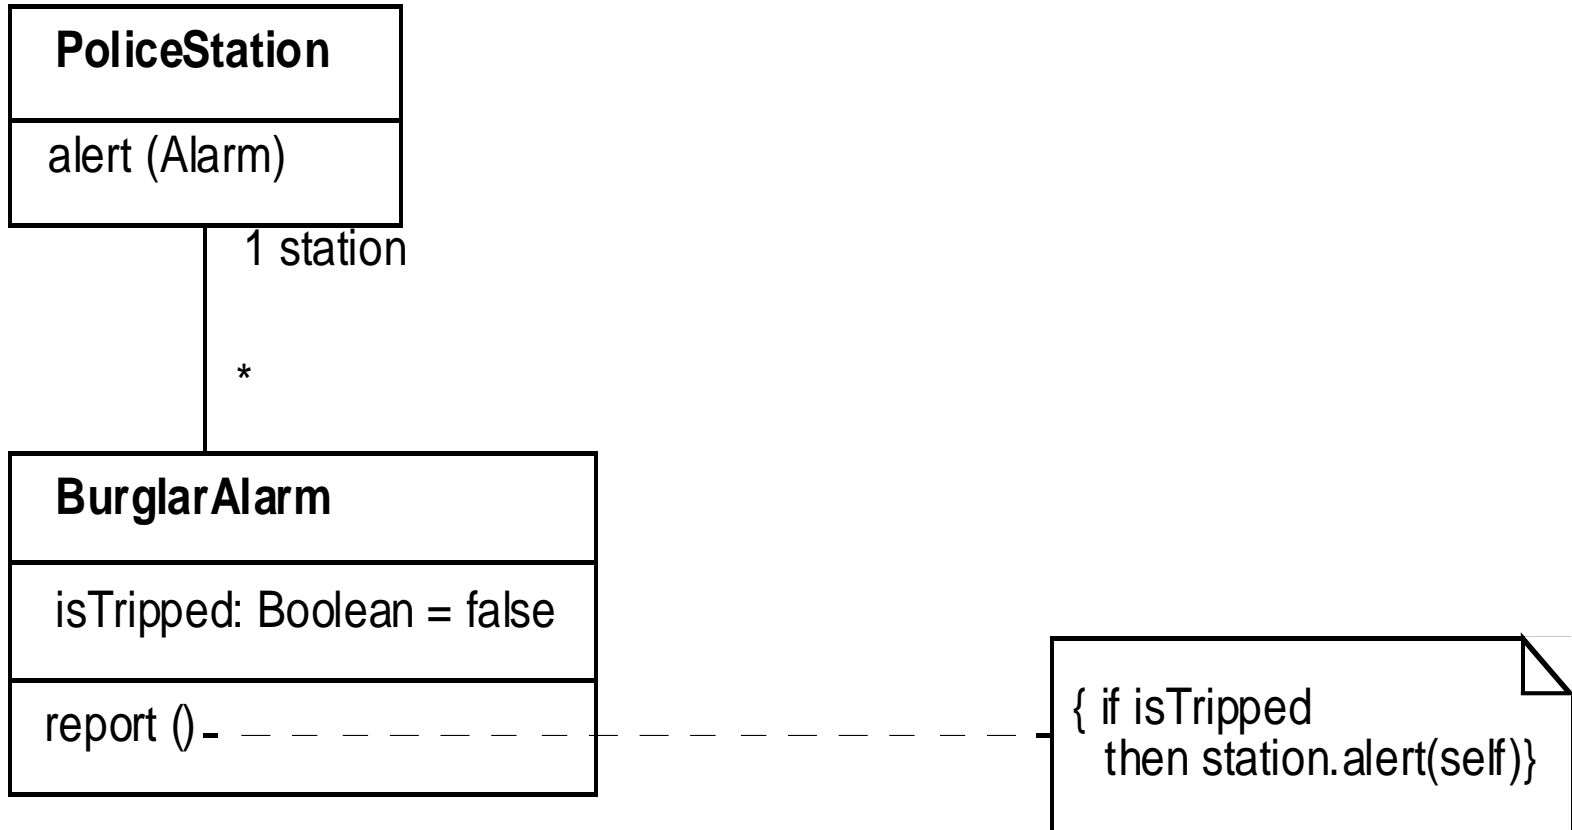 PoliceStation
alert (Alarm)
1 station
*
BurglarAlarm
isTripped: Boolean = false
report ()
{ if isTripped
then station.alert(self)}